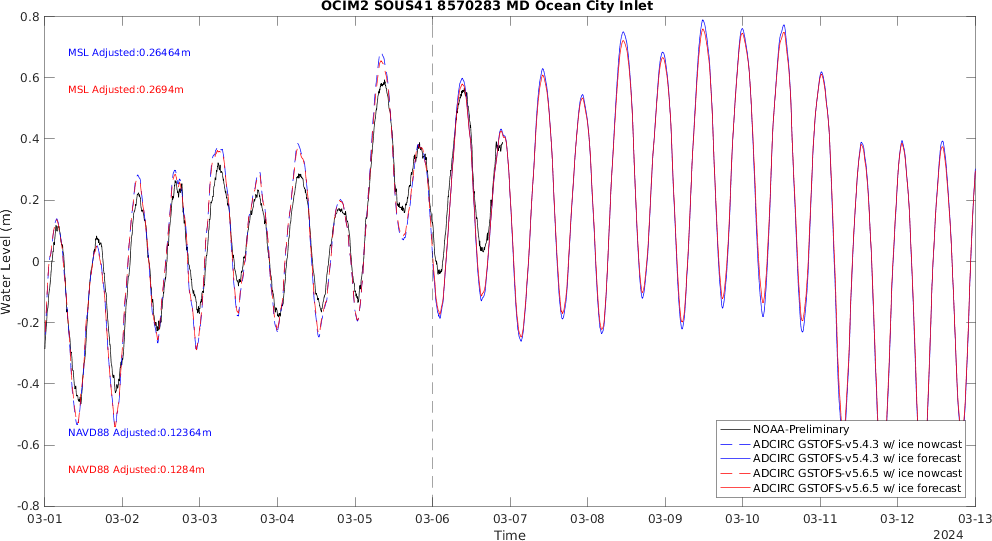 OCIM2 SOUS41 8570283 MD Ocean City Inlet
0.8
0.6
0.4
0.2
0
-0.2
-0.4
-0.6
-0.8
Water Level (m)
MSL Adjusted:0.26464m
MSL Adjusted:0.2694m
NAVD88 Adjusted:0.12364m
NAVD88 Adjusted:0.1284m
NOAA-Preliminary
ADCIRC GSTOFS-v5.4.3 w/ ice nowcast
ADCIRC GSTOFS-v5.4.3 w/ ice forecast
ADCIRC GSTOFS-v5.6.5 w/ ice nowcast
ADCIRC GSTOFS-v5.6.5 w/ ice forecast
03-01 03-02 03-03 03-04 03-05 03-06 03-07 03-08 03-09 03-10 03-11 03-12 03-13
Time
2024